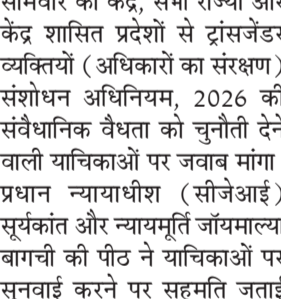 सोमवार को केंद्र, सभी राज्यों और
केंद्र शासित प्रदेशों से ट्रांसजेंडर
व्यक्तियों (अधिकारों का संरक्षण)
संशोधन अधिनियम, 2026 की
संवैधानिक वैधता को चुनौती देने
वाली याचिकाओं पर जवाब मांगा
प्रधान न्यायाधीश (सीजेआई)
सूर्यकांत और न्यायमूर्ति जॉयमाल्या
बागची की पीठ ने याचिकाओं पर
सुनवाई करने पर सहमति जताई